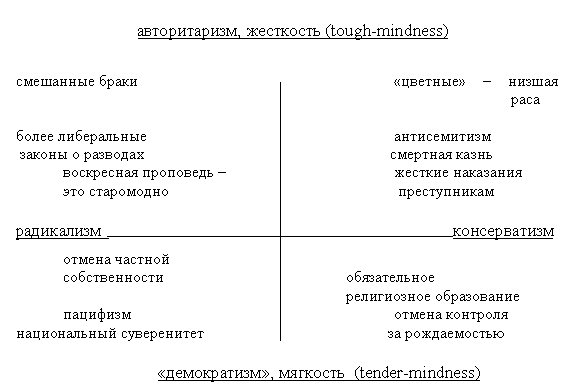 авторитаризм, жесткость (tough-mindness)
смешанные браки
«цветные» – низшая
раса
более либеральные
законы о разводах
воскресная проповедь –
это старомодно
антисемитизм
смертная казнь
жесткие наказания
преступникам
радикализм
консерватизм
отмена частной
собственности
пацифизм
национальный суверенитет
обязательное
религиозное образование
отмена контроля
за рождаемостью
«демократизм», мягкость (tender-mindness)